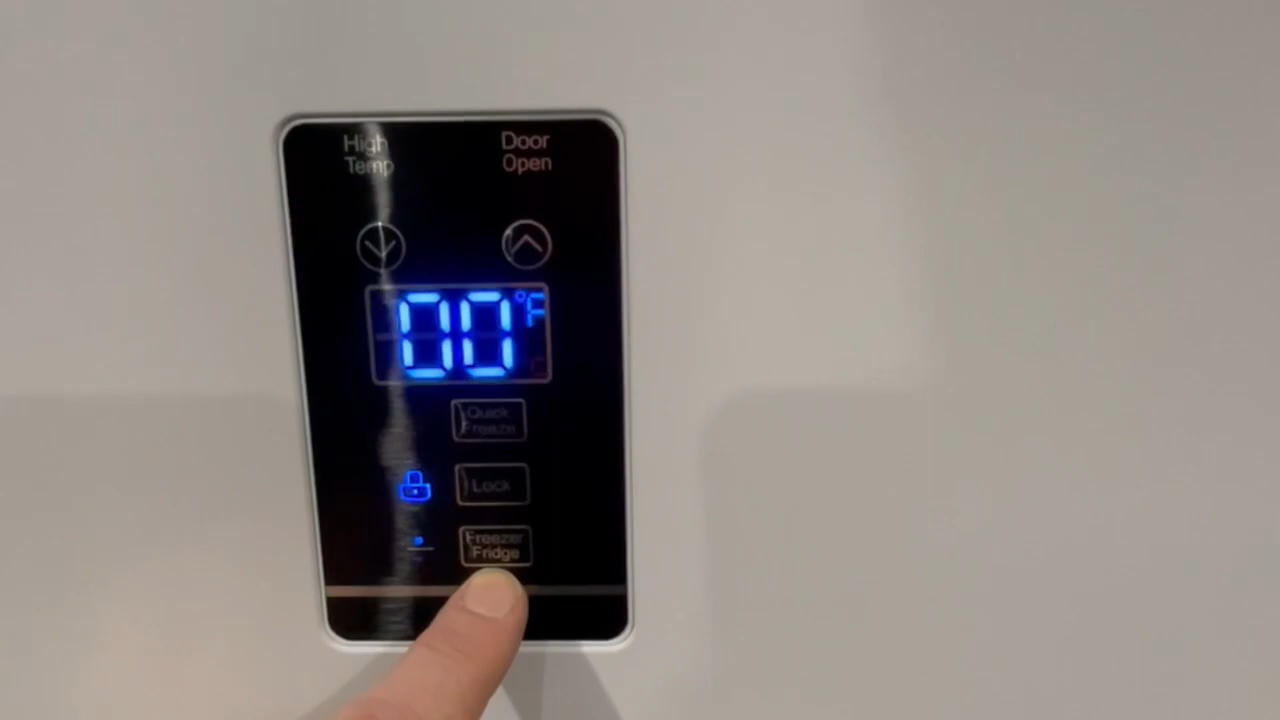 High
Temp
Door
Open
00°F
Quick
Freeze
Lock
Freezer
Fridge